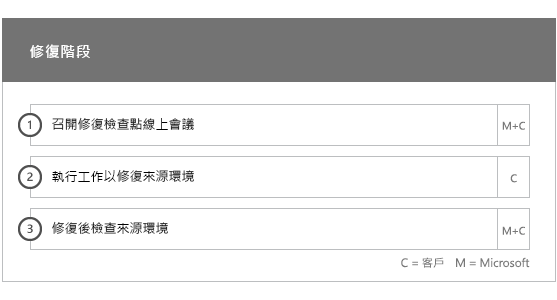 修復階段
1 召開修復檢查點線上會議 M+C
2 執行工作以修復來源環境 C
3 修復後檢查來源環境 M+C
C = 客戶 M = Microsoft